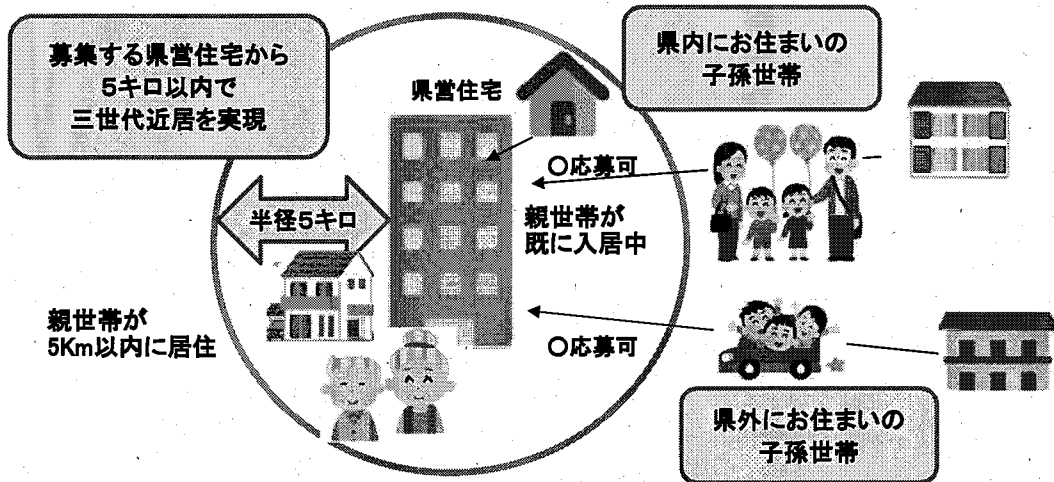 募集する県営住宅から
5キロ以内で
三世代近居を実現
県営住宅
県内にお住まいの
子孫世帯
〇応募可
半径5キロ
親世帯が
既に入居中
親世帯が
5Km以内に居住
〇応募可
県外にお住まいの
子孫世帯